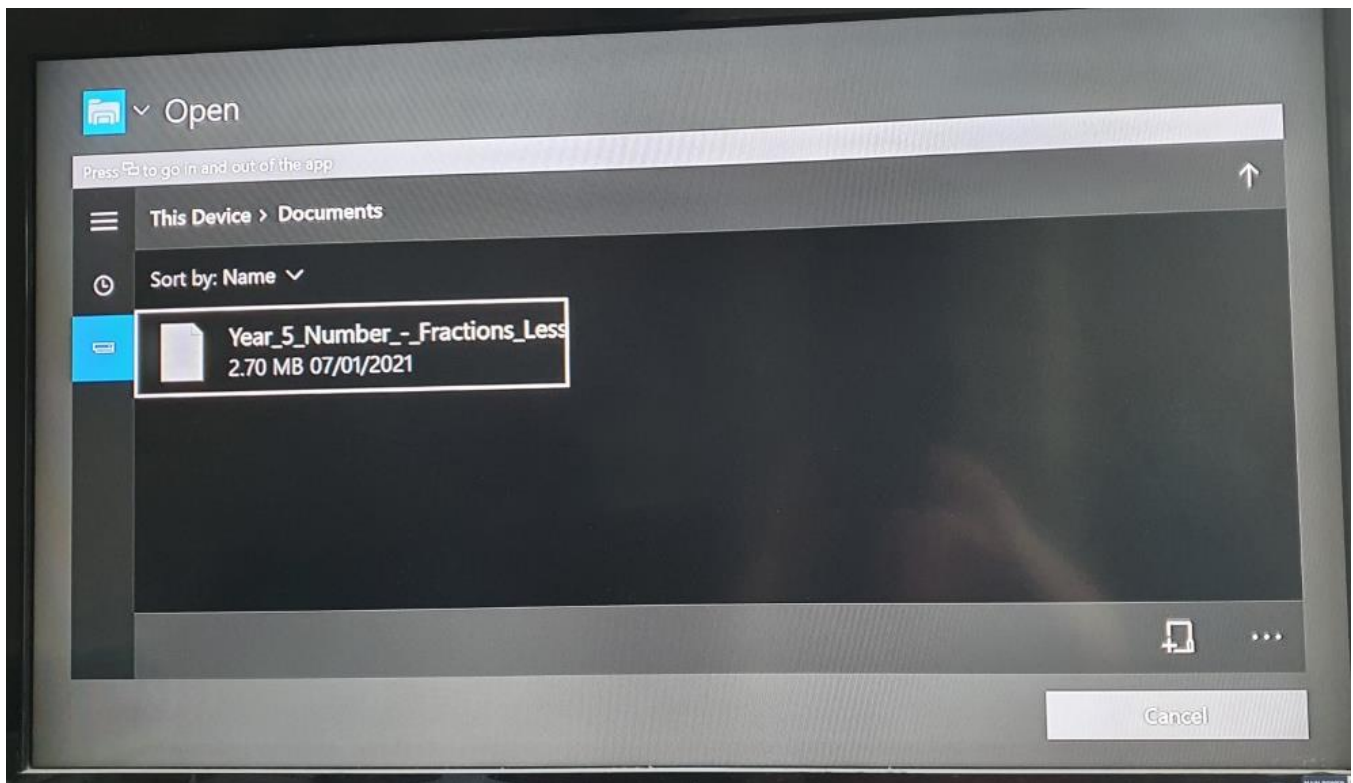 Open
Press to go in and out of the app
This Device > Documents
Sort by: Name
Year_5_Number_-_Fractions_Less
2.70 MB 07/01/2021
Cancel